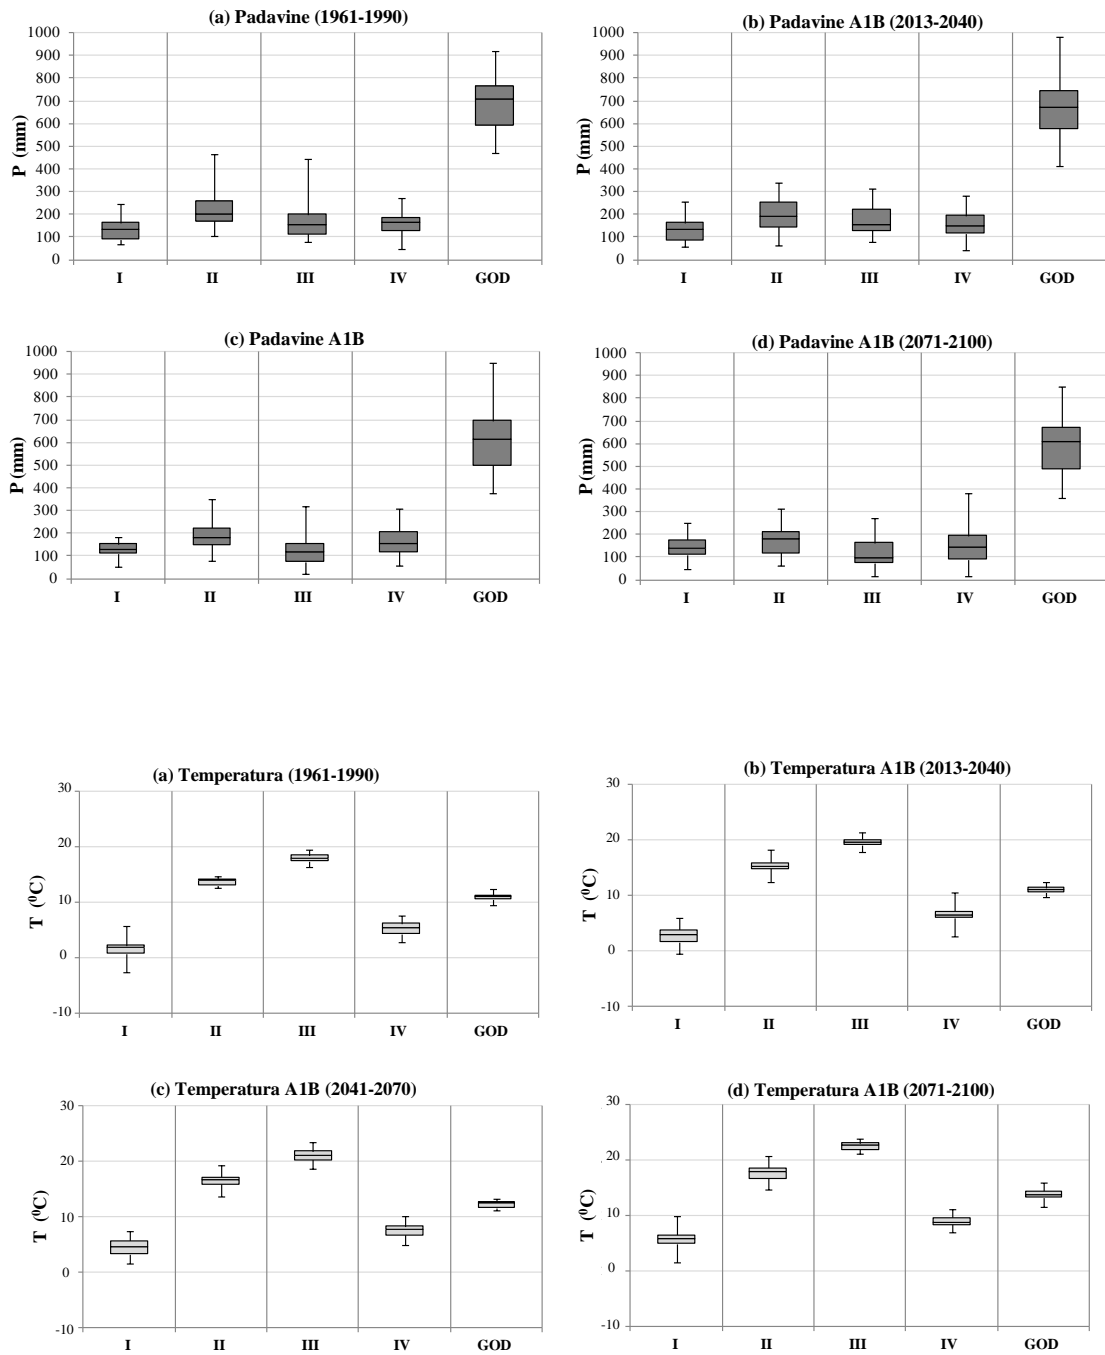 (a) Padavine (1961-1990)
1000
900
800
700
600
500
400
300
200
100
0
P (mm)
I II III IV GOD
(b) Padavine A1B (2013-2040)
1000
900
800
700
600
500
400
300
200
100
0
P (mm)
I II III IV GOD
(c) Padavine A1B
1000
900
800
700
600
500
400
300
200
100
0
P (mm)
I II III IV GOD
(d) Padavine A1B (2071-2100)
1000
900
800
700
600
500
400
300
200
100
0
P (mm)
I II III IV GOD
(a) Temperatura (1961-1990)
30
20
10
0
-10
T (⁰C)
I II III IV GOD
(b) Temperatura A1B (2013-2040)
30
20
10
0
-10
T (⁰C)
I II III IV GOD
(c) Temperatura A1B (2041-2070)
30
20
10
0
-10
T (⁰C)
I II III IV GOD
(d) Temperatura A1B (2071-2100)
30
20
10
0
-10
T (⁰C)
I II III IV GOD